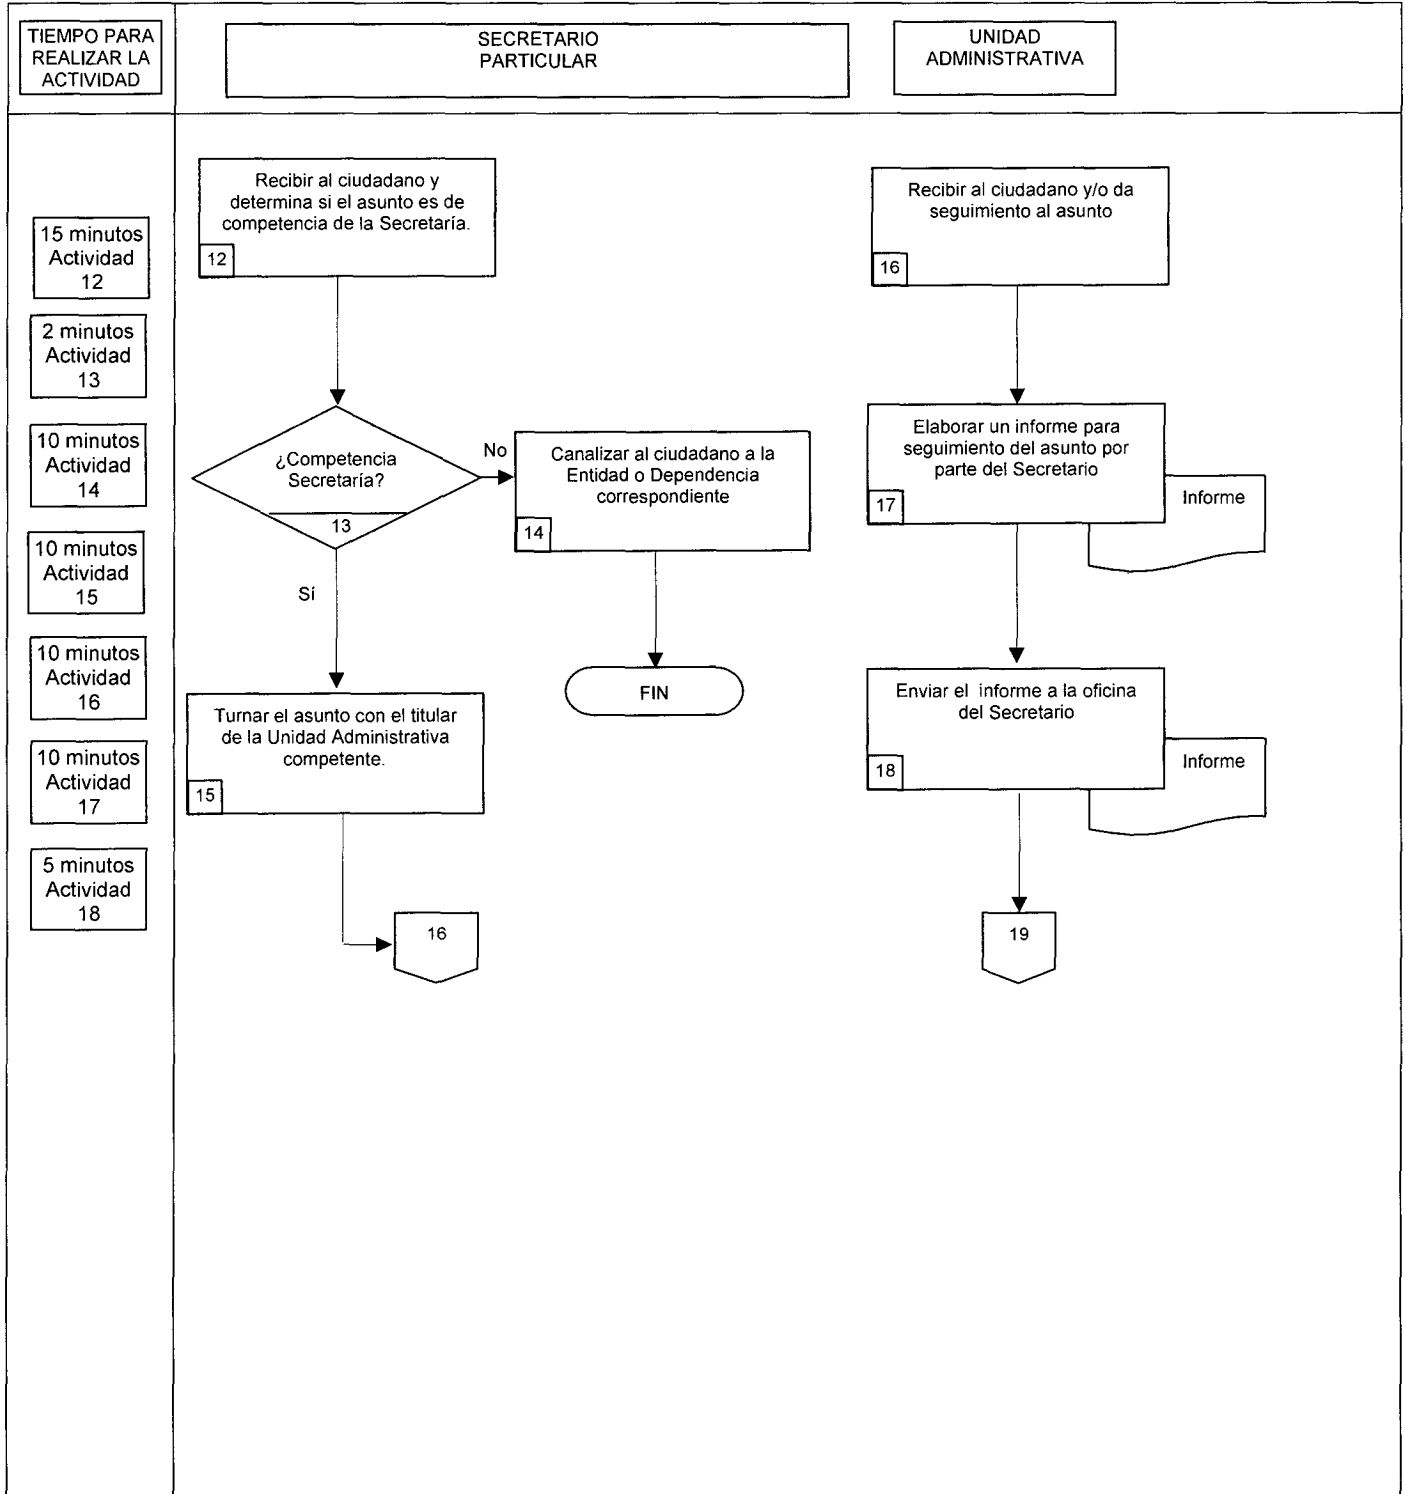 TIEMPO PARA
REALIZAR LA
ACTIVIDAD
SECRETARIO
PARTICULAR
UNIDAD
ADMINISTRATIVA
15 minutos
Actividad
12
2 minutos
Actividad
13
10 minutos
Actividad
14
10 minutos
Actividad
15
10 minutos
Actividad
16
10 minutos
Actividad
17
5 minutos
Actividad
18
Recibir al ciudadano y
determina si el asunto es de
competencia de la Secretaría.
12
¿Competencia
Secretaría?
13
No
Sí
Canalizar al ciudadano a la
Entidad o Dependencia
correspondiente
14
FIN
Turnar el asunto con el titular
de la Unidad Administrativa
competente.
15
16
Recibir al ciudadano y/o da
seguimiento al asunto
16
Elaborar un informe para
seguimiento del asunto por
parte del Secretario
17
Informe
Enviar el informe a la oficina
del Secretario
18
Informe
19